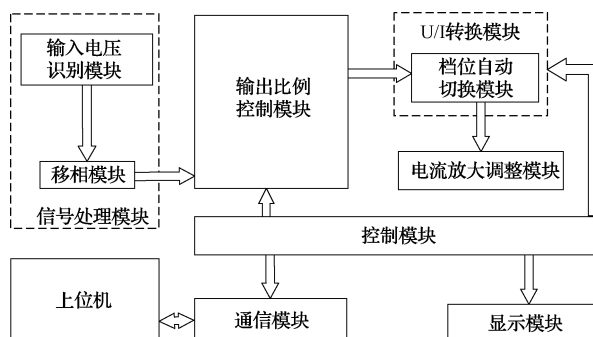 输入电压
识别模块
移相模块
信号处理模块
输出比例
控制模块
U/I转换模块
档位自动
切换模块
电流放大调整模块
控制模块
上位机
通信模块
显示模块